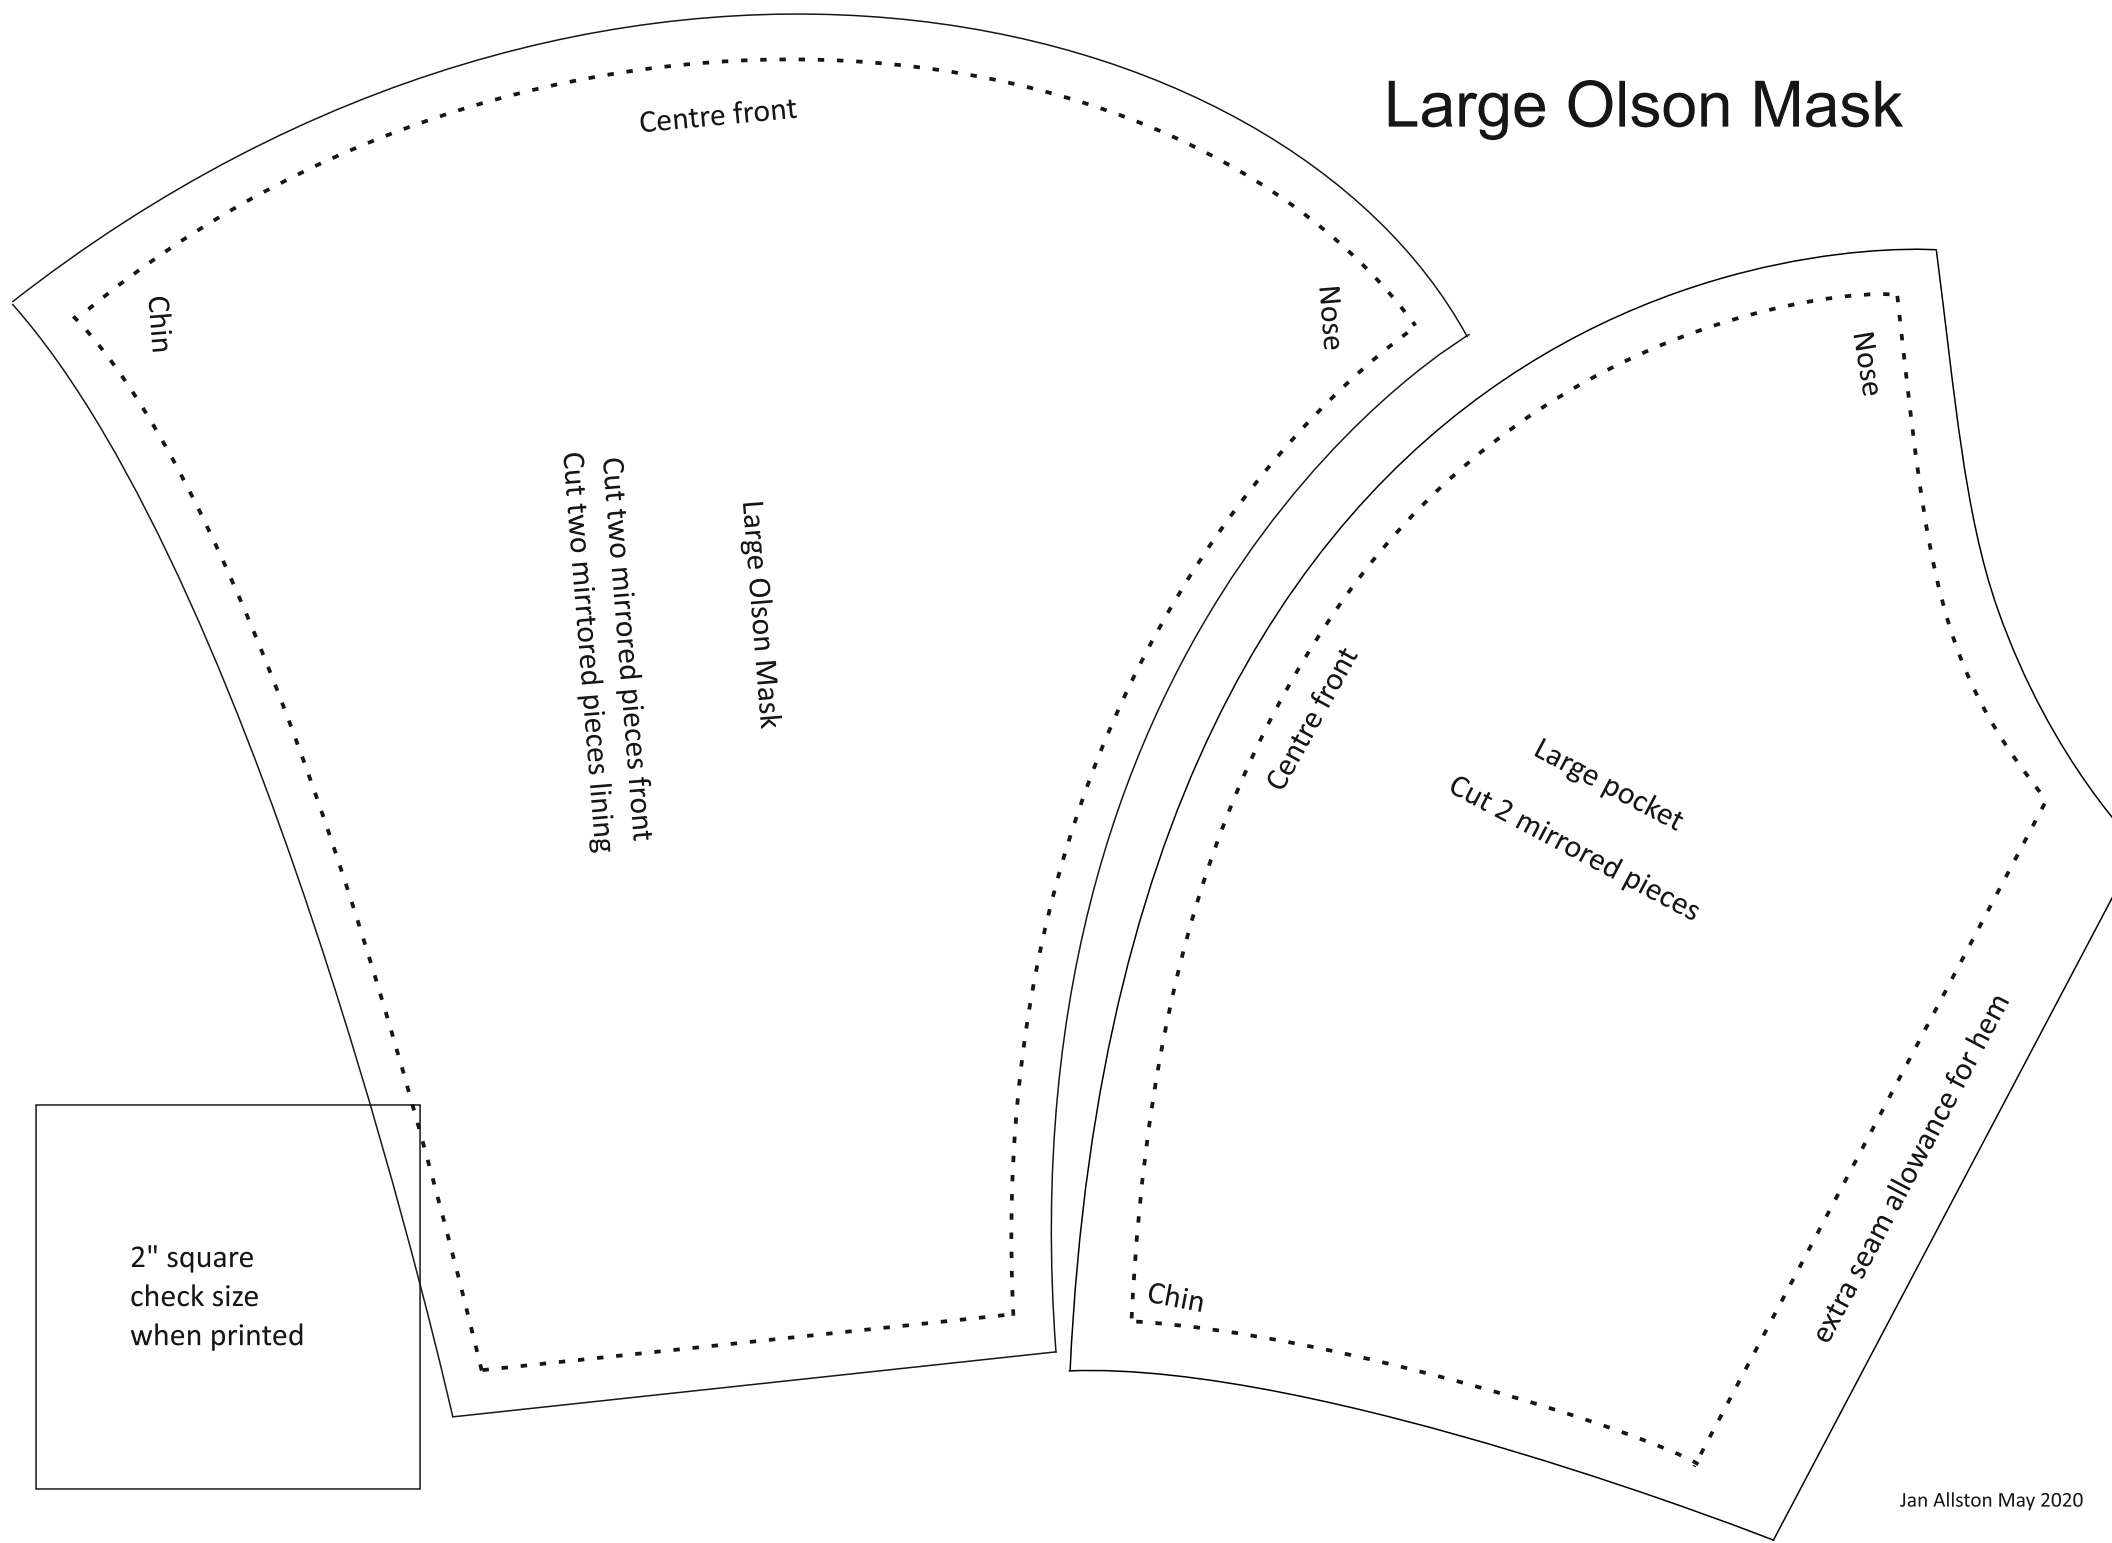 Large Olson Mask
Centre front
Chin
Nose
Large Olson Mask
Cut two mirrored pieces front
Cut two mirrtored pieces lining
Nose
Centre front
Large pocket
Cut 2 mirrored pieces
extra seam allowance for hem
Chin
2" square
check size
when printed
Jan Allston May 2020